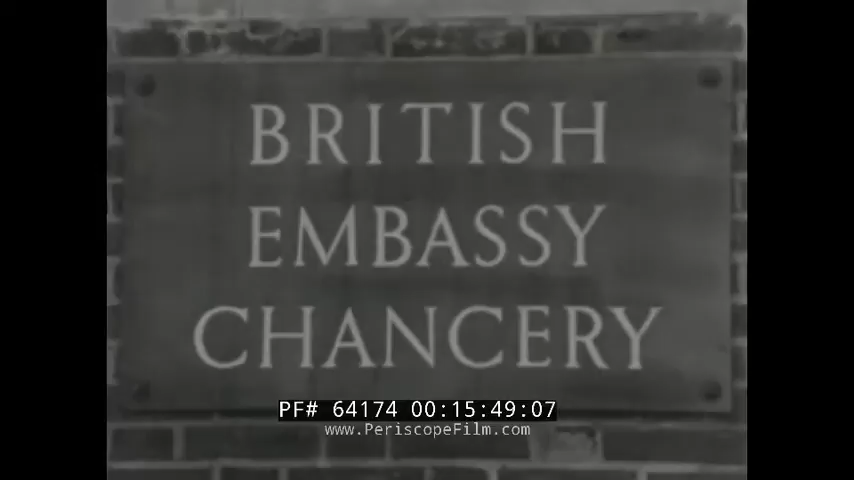 BRITISH
EMBASSY
CHANCERY
PF# 64174 00:15:49:07
www.PeriscopeFilm.com